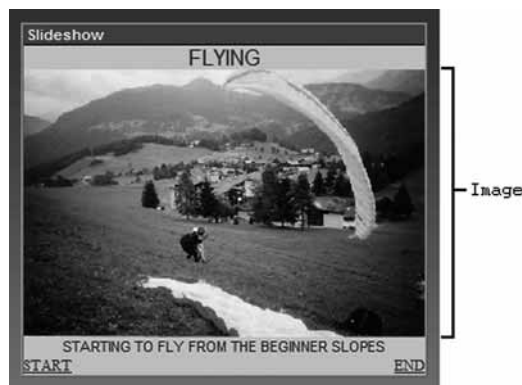 Slideshow
FLYING
Image
STARTING TO FLY FROM THE BEGINNER SLOPES
START END